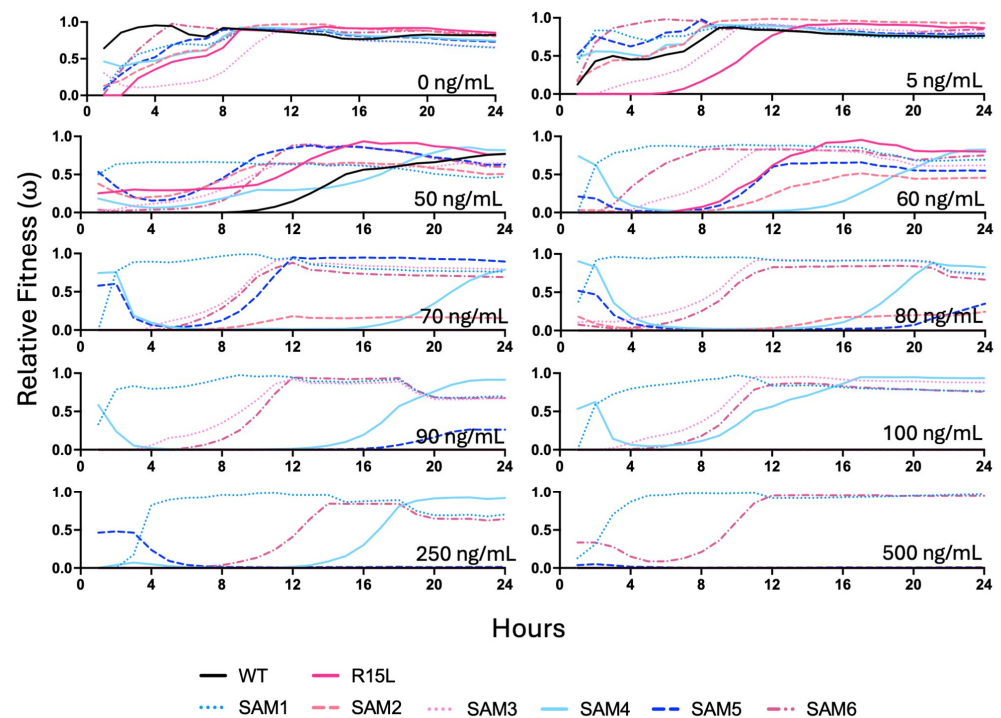 Relative Fitness (ω)
1.0
0.5
0.0
0 4 8 12 16 20 24
0 ng/mL
1.0
0.5
0.0
0 4 8 12 16 20 24
5 ng/mL
1.0
0.5
0.0
0 4 8 12 16 20 24
50 ng/mL
1.0
0.5
0.0
0 4 8 12 16 20 24
60 ng/mL
1.0
0.5
0.0
0 4 8 12 16 20 24
70 ng/mL
1.0
0.5
0.0
0 4 8 12 16 20 24
80 ng/mL
1.0
0.5
0.0
0 4 8 12 16 20 24
90 ng/mL
1.0
0.5
0.0
0 4 8 12 16 20 24
100 ng/mL
1.0
0.5
0.0
0 4 8 12 16 20 24
250 ng/mL
1.0
0.5
0.0
0 4 8 12 16 20 24
500 ng/mL
Hours
WT R15L
SAM1 SAM2 SAM3 SAM4 SAM5 SAM6